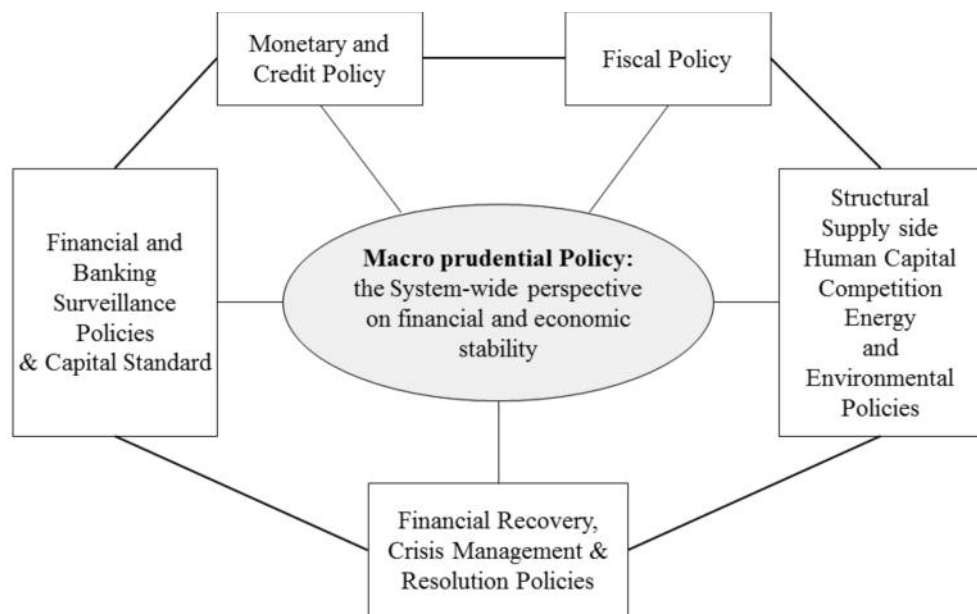 Monetary and
Credit Policy
Fiscal Policy
Financial and
Banking
Surveillance
Policies
& Capital Standard
Macro prudential Policy:
the System-wide perspective
on financial and economic
stability
Structural
Supply side
Human Capital
Competition
Energy
and
Environmental
Policies
Financial Recovery,
Crisis Management &
Resolution Policies